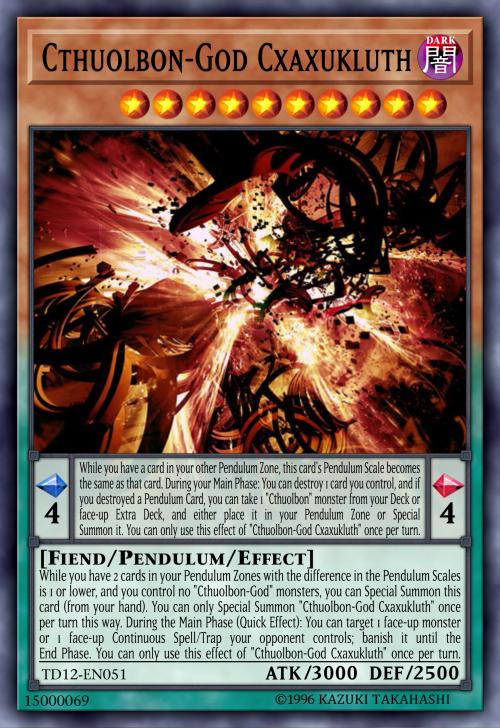 Cthuolbon-God Cxaxukluth
DARK
闇
While you have a card in your other Pendulum Zone, this card's Pendulum Scale becomes
the same as that card. During your Main Phase: You can destroy 1 card you control, and if
you destroyed a Pendulum Card, you can take 1 "Cthuolbon" monster from your Deck or
face-up Extra Deck, and either place it in your Pendulum Zone or Special
Summon it. You can only use this effect of "Cthuolbon-God Cxaxukluth" once per turn.
4
4
[Fiend/Pendulum/Effect]
While you have 2 cards in your Pendulum Zones with the difference in the Pendulum Scales
is 1 or lower, and you control no "Cthuolbon-God" monsters, you can Special Summon this
card (from your hand). You can only Special Summon "Cthuolbon-God Cxaxukluth" once
per turn this way. During the Main Phase (Quick Effect): You can target 1 face-up monster
or 1 face-up Continuous Spell/Trap your opponent controls; banish it until the
End Phase. You can only use this effect of "Cthuolbon-God Cxaxukluth" once per turn.
TD12-EN051
ATK/3000 DEF/2500
15000069
©1996 KAZUKI TAKAHASHI